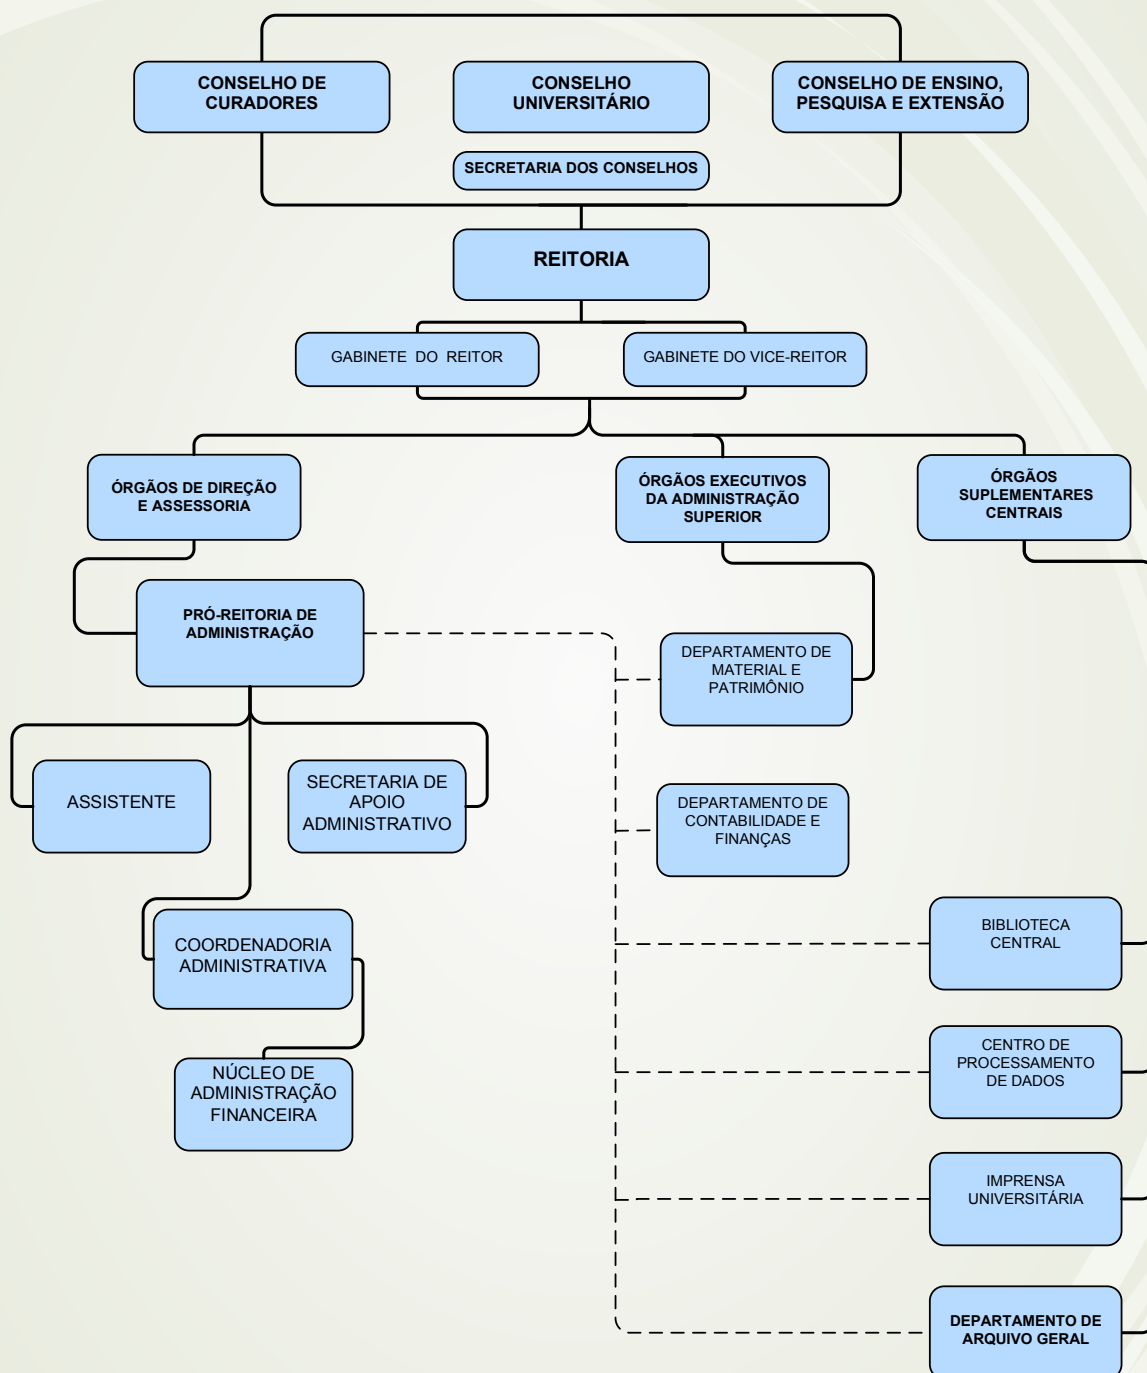 CONSELHO DE
CURADORES
CONSELHO
UNIVERSITÁRIO
CONSELHO DE ENSINO,
PESQUISA E EXTENSÃO
SECRETARIA DOS CONSELHOS
REITORIA
GABINETE DO REITOR
GABINETE DO VICE-REITOR
ÓRGÃOS DE DIREÇÃO
E ASSESSORIA
ÓRGÃOS EXECUTIVOS
DA ADMINISTRAÇÃO
SUPERIOR
ÓRGÃOS
SUPLEMENTARES
CENTRAIS
PRÓ-REITORIA DE
ADMINISTRAÇÃO
DEPARTAMENTO DE
MATERIAL E
PATRIMÔNIO
ASSISTENTE
SECRETARIA DE
APOIO
ADMINISTRATIVO
DEPARTAMENTO DE
CONTABILIDADE E
FINANÇAS
COORDENADORIA
ADMINISTRATIVA
BIBLIOTECA
CENTRAL
NÚCLEO DE
ADMINISTRAÇÃO
FINANCEIRA
CENTRO DE
PROCESSAMENTO
DE DADOS
IMPRENSA
UNIVERSITÁRIA
DEPARTAMENTO DE
ARQUIVO GERAL